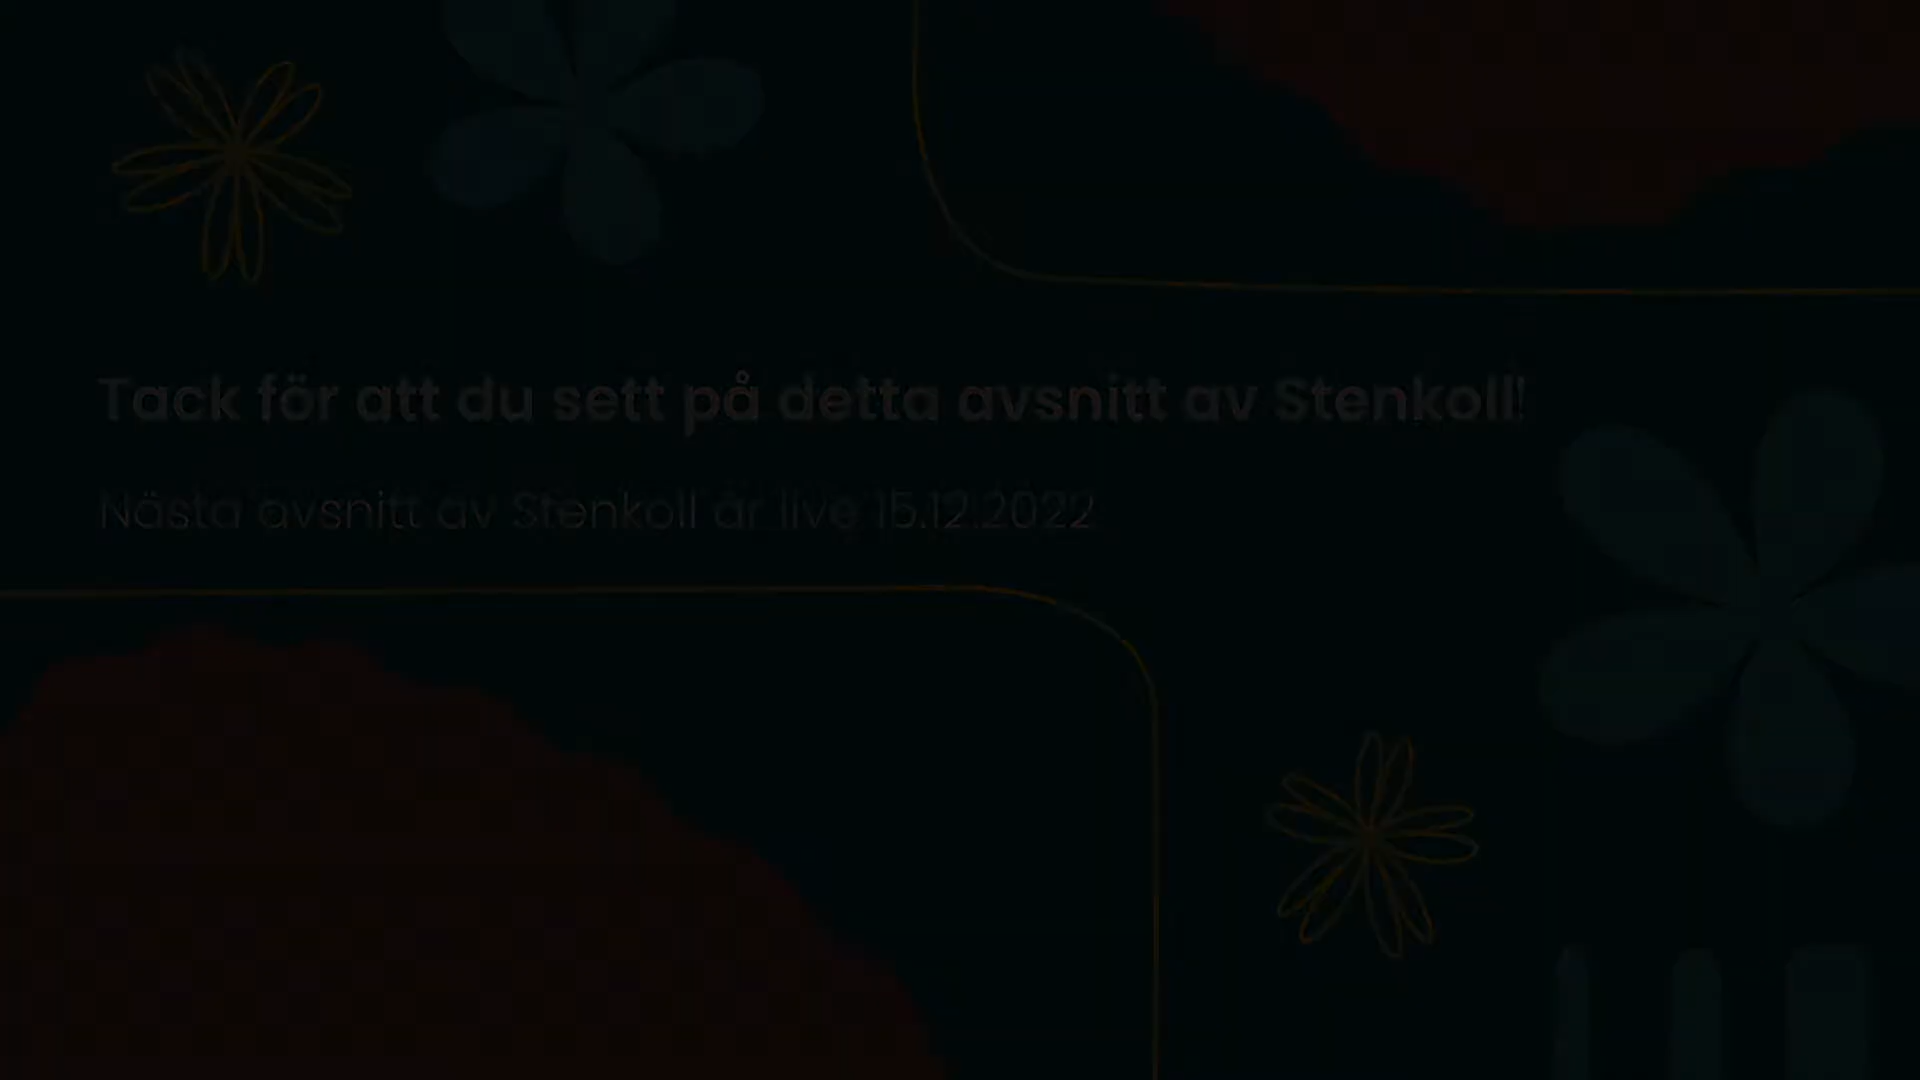 Tack för att du sett på detta avsnitt av Stenkoll!
Nästa avsnitt av Stenkoll är live 15.12.2022